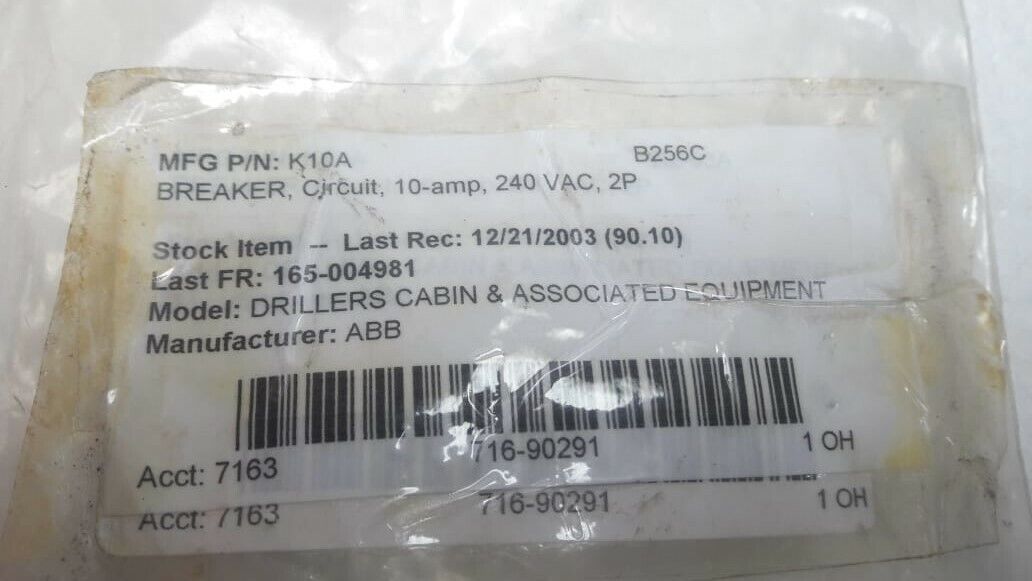 MFG P/N: K10A B256C
BREAKER, Circuit, 10-amp, 240 VAC, 2P
Stock Item -- Last Rec: 12/21/2003 (90.10)
Last FR: 165-004981
Model: DRILLERS CABIN & ASSOCIATED EQUIPMENT
Manufacturer: ABB
Acct: 7163 716-90291 1 OH
Acct: 7163 716-90291 1 OH